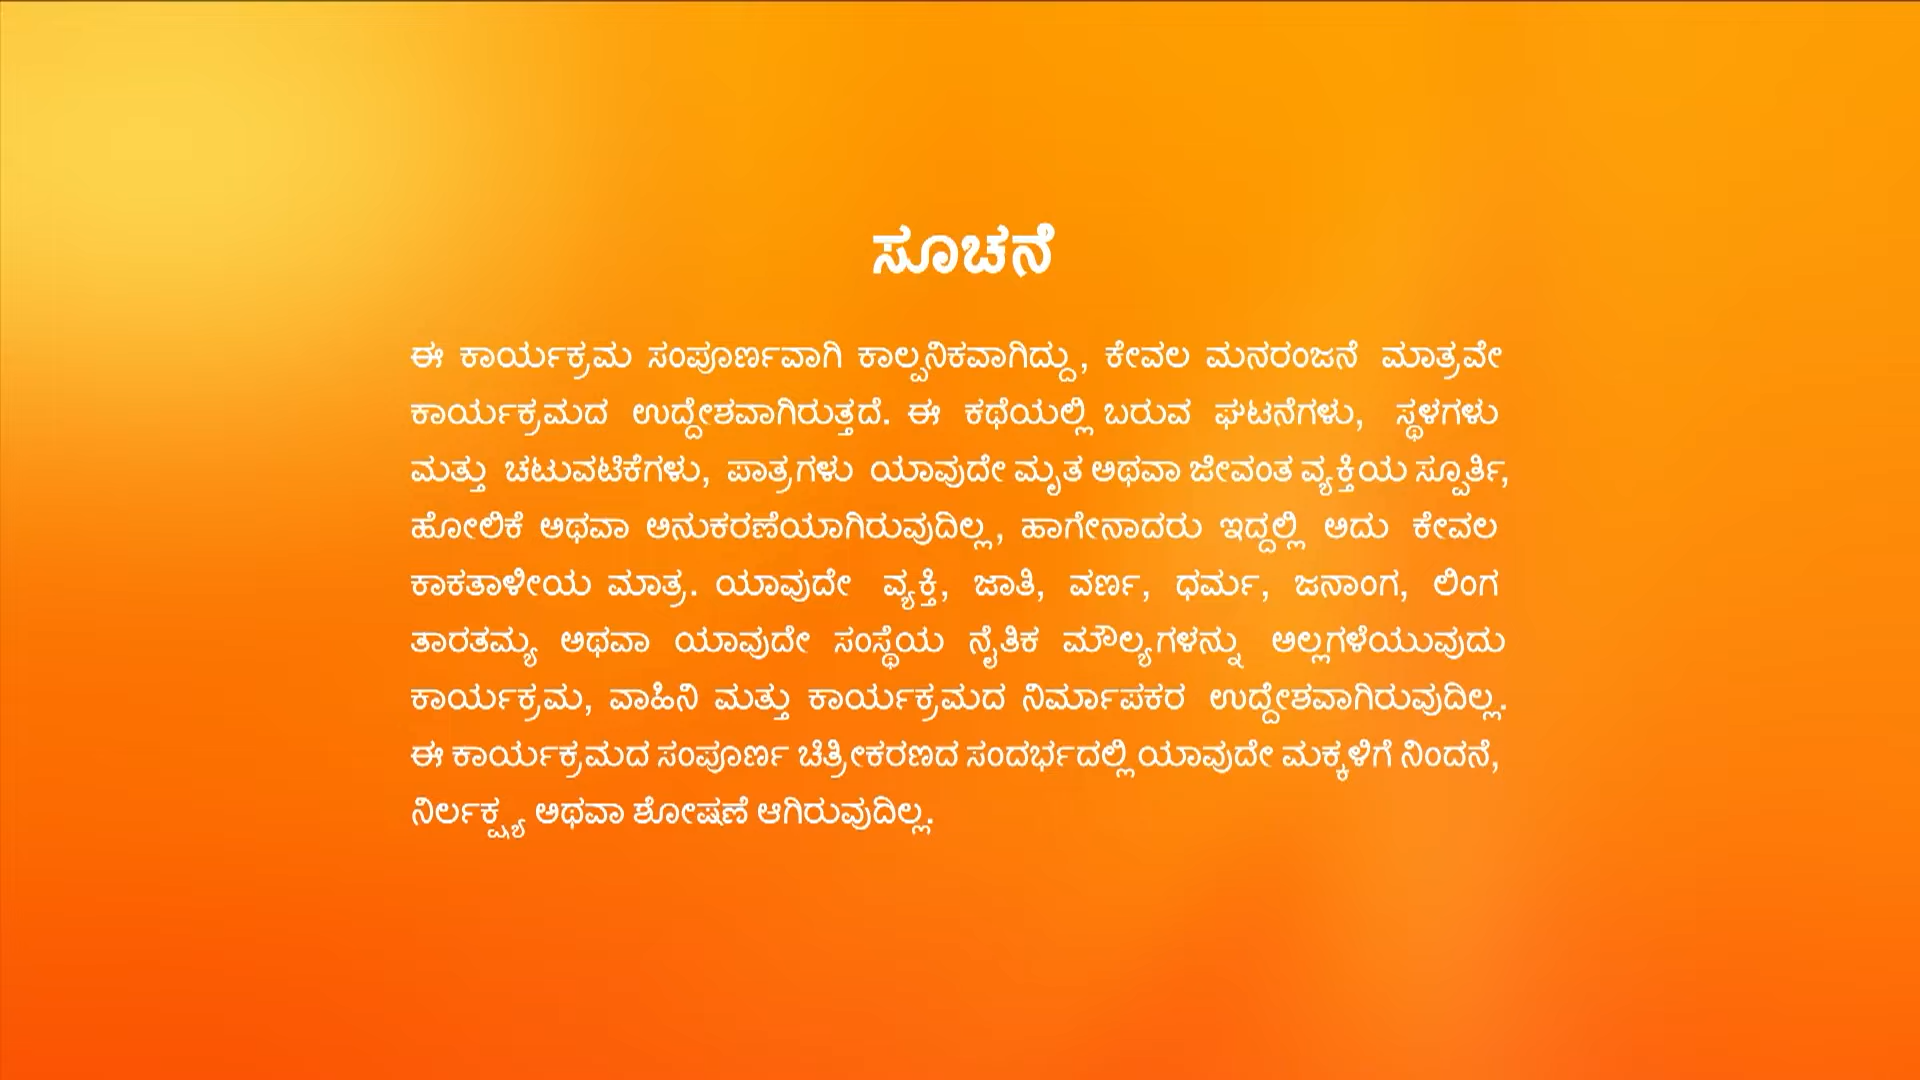 ಸೂಚನೆ
ಈ ಕಾರ್ಯಕ್ರಮ ಸಂಪೂರ್ಣವಾಗಿ ಕಾಲ್ಪನಿಕವಾಗಿದ್ದು, ಕೇವಲ ಮನರಂಜನೆ ಮಾತ್ರವೇ
ಕಾರ್ಯಕ್ರಮದ ಉದ್ದೇಶವಾಗಿರುತ್ತದೆ. ಈ ಕಥೆಯಲ್ಲಿ ಬರುವ ಘಟನೆಗಳು, ಸ್ಥಳಗಳು
ಮತ್ತು ಚಟುವಟಿಕೆಗಳು, ಪಾತ್ರಗಳು ಯಾವುದೇ ಮೃತ ಅಥವಾ ಜೀವಂತ ವ್ಯಕ್ತಿಯ ಸ್ಪೂರ್ತಿ,
ಹೋಲಿಕೆ ಅಥವಾ ಅನುಕರಣೆಯಾಗಿರುವುದಿಲ್ಲ, ಹಾಗೇನಾದರು ಇದ್ದಲ್ಲಿ ಅದು ಕೇವಲ
ಕಾಕತಾಳೀಯ ಮಾತ್ರ. ಯಾವುದೇ ವ್ಯಕ್ತಿ, ಜಾತಿ, ವರ್ಣ, ಧರ್ಮ, ಜನಾಂಗ, ಲಿಂಗ
ತಾರತಮ್ಯ ಅಥವಾ ಯಾವುದೇ ಸಂಸ್ಥೆಯ ನೈತಿಕ ಮೌಲ್ಯಗಳನ್ನು ಅಲ್ಲಗಳೆಯುವುದು
ಕಾರ್ಯಕ್ರಮ, ವಾಹಿನಿ ಮತ್ತು ಕಾರ್ಯಕ್ರಮದ ನಿರ್ಮಾಪಕರ ಉದ್ದೇಶವಾಗಿರುವುದಿಲ್ಲ.
ಈ ಕಾರ್ಯಕ್ರಮದ ಸಂಪೂರ್ಣ ಚಿತ್ರೀಕರಣದ ಸಂದರ್ಭದಲ್ಲಿ ಯಾವುದೇ ಮಕ್ಕಳಿಗೆ ನಿಂದನೆ,
ನಿರ್ಲಕ್ಷ್ಯ ಅಥವಾ ಶೋಷಣೆ ಆಗಿರುವುದಿಲ್ಲ.